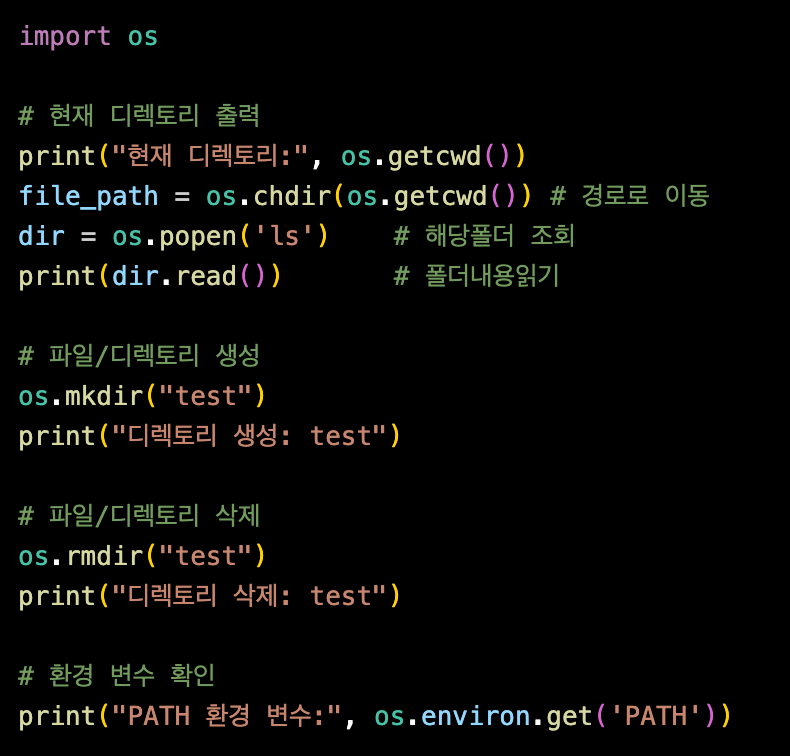 import os
# 현재 디렉토리 출력
print("현재 디렉토리:", os.getcwd())
file_path = os.chdir(os.getcwd()) # 경로로 이동
dir = os.popen('ls')    # 해당폴더 조회
print(dir.read())       # 폴더내용읽기
# 파일/디렉토리 생성
os.mkdir("test")
print("디렉토리 생성: test")
# 파일/디렉토리 삭제
os.rmdir("test")
print("디렉토리 삭제: test")
# 환경 변수 확인
print("PATH 환경 변수:", os.environ.get('PATH'))